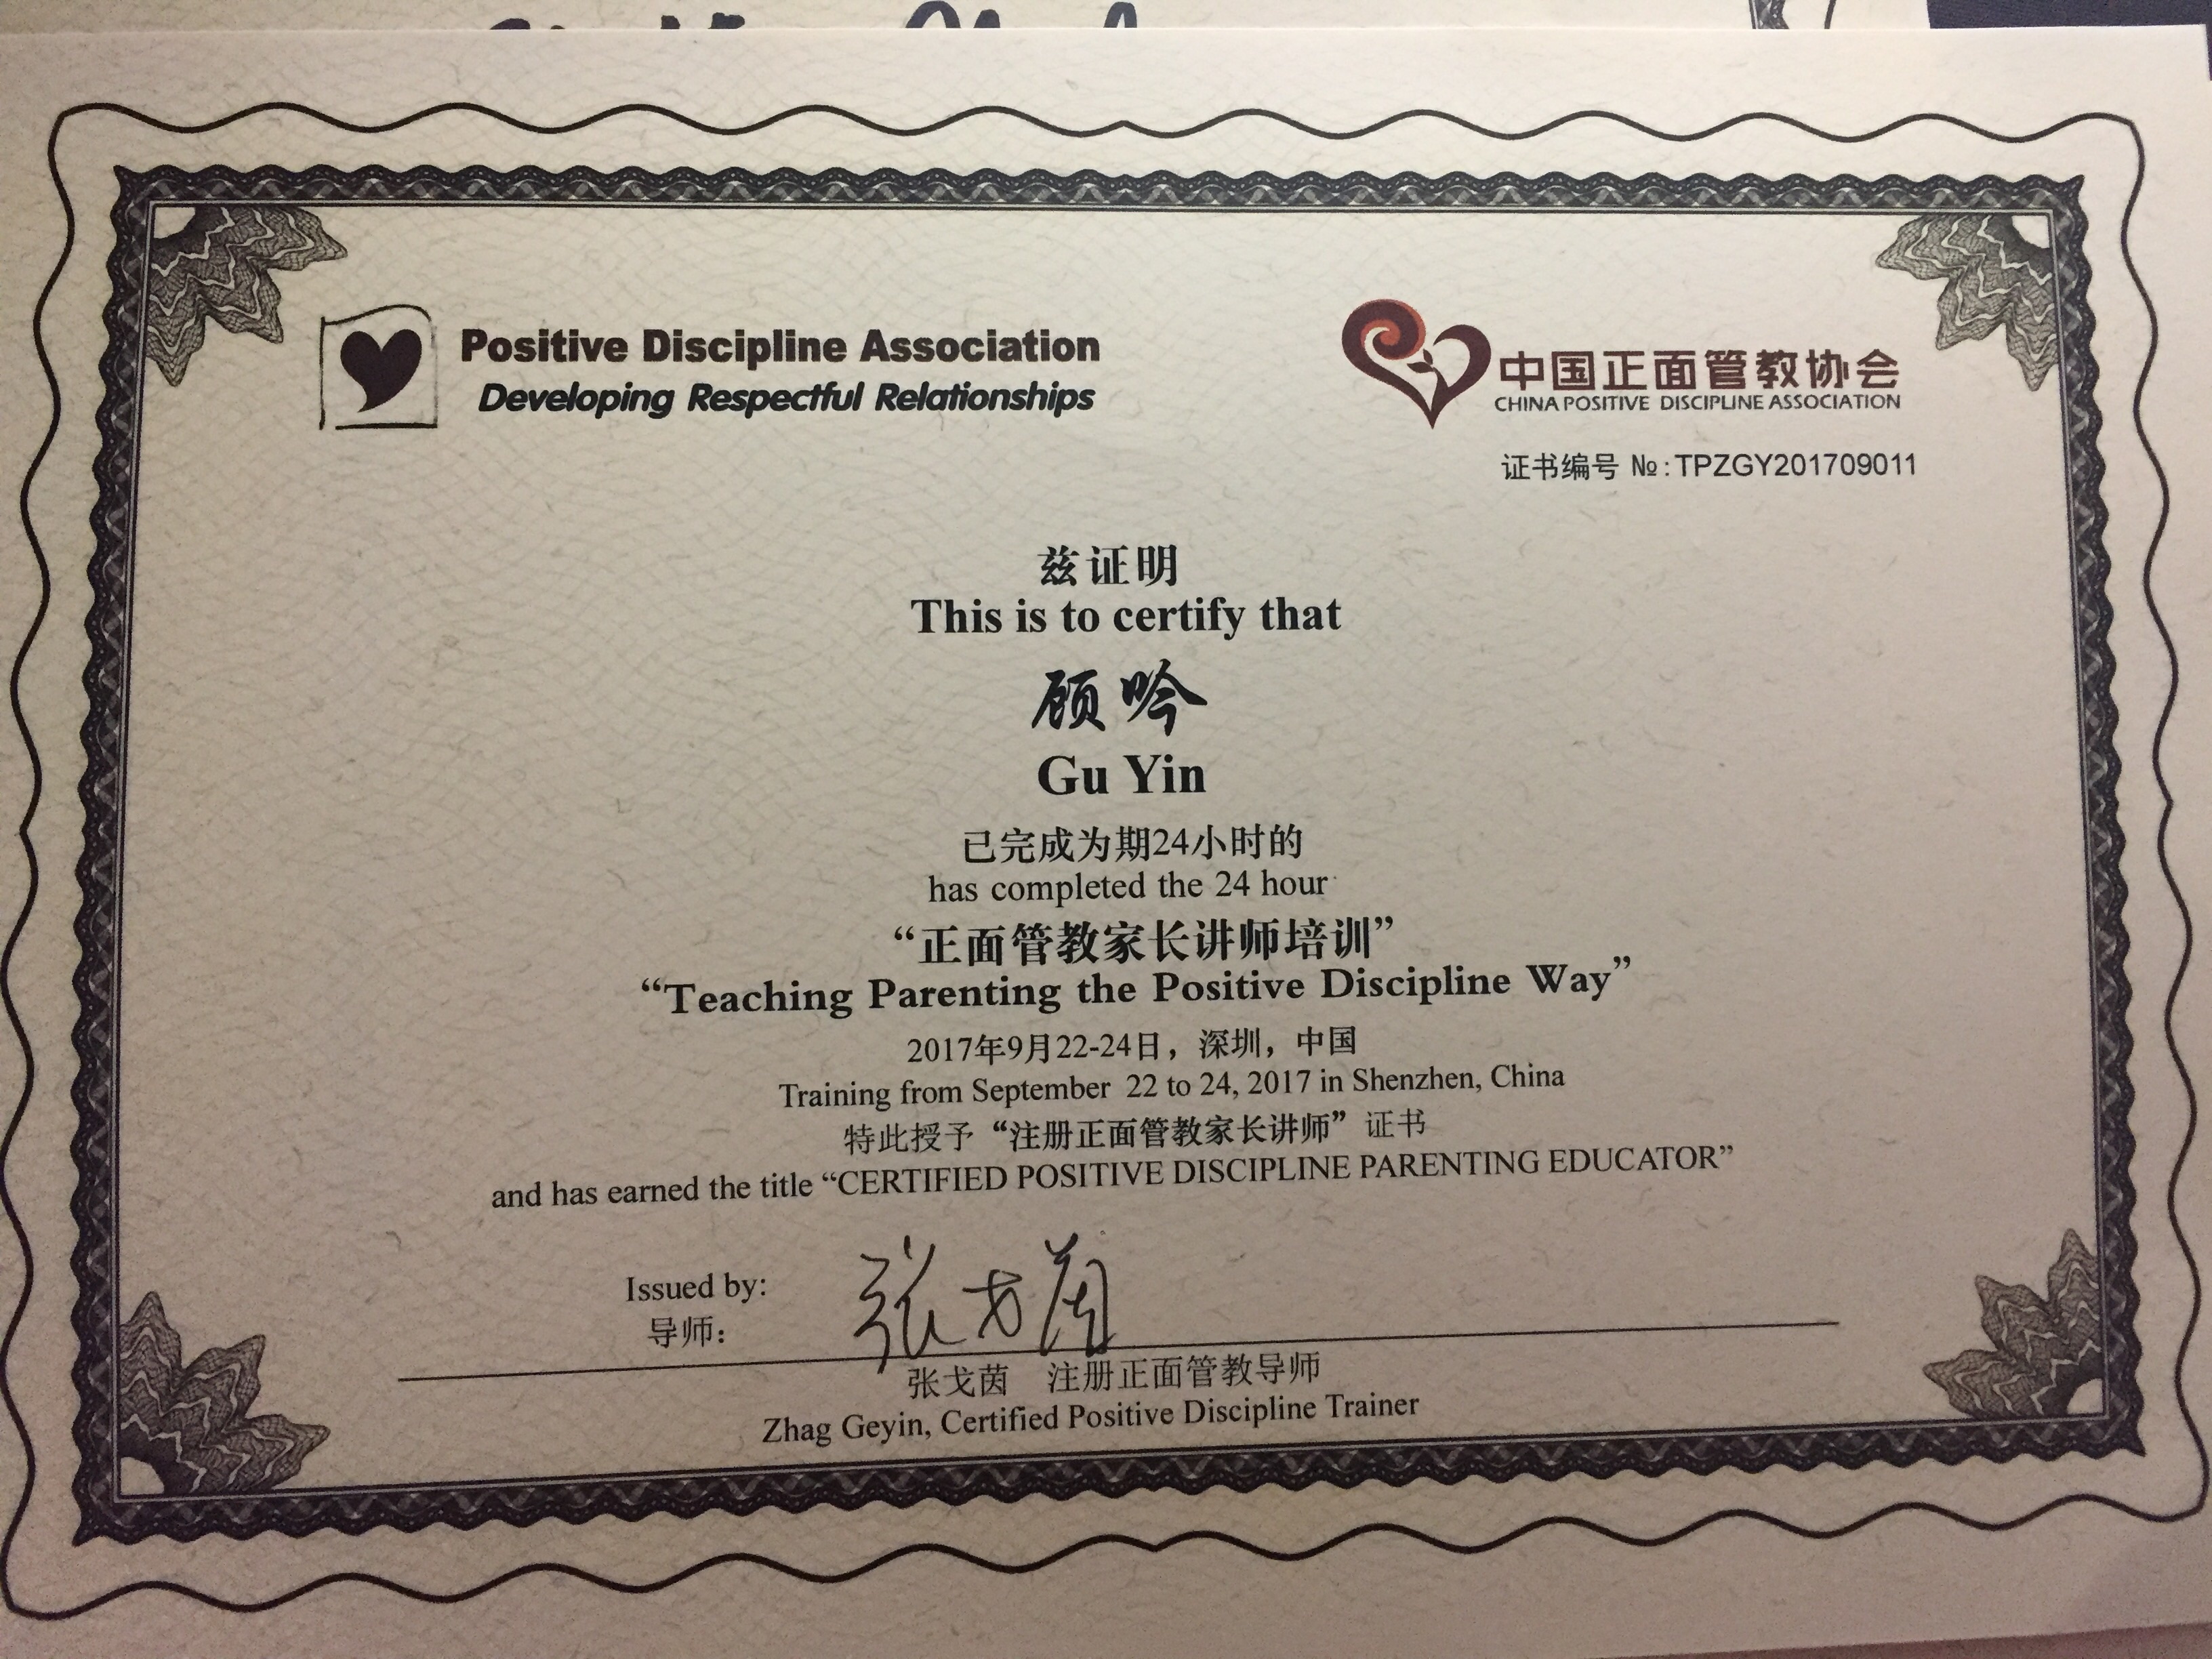 Positive Discipline Association
Developing Respectful Relationships
中国正面管教协会
CHINA POSITIVE DISCIPLINE ASSOCIATION
证书编号 №:TPZGY201709011
兹证明
This is to certify that
顾吟
Gu Yin
已完成为期24小时的
has completed the 24 hour
“正面管教家长讲师培训”
“Teaching Parenting the Positive Discipline Way”
2017年9月22-24日，深圳，中国
Training from September 22 to 24, 2017 in Shenzhen, China
特此授予“注册正面管教家长讲师”证书
and has earned the title “CERTIFIED POSITIVE DISCIPLINE PARENTING EDUCATOR”
Issued by:
导师：
张戈茵
张戈茵 注册正面管教导师
Zhag Geyin, Certified Positive Discipline Trainer